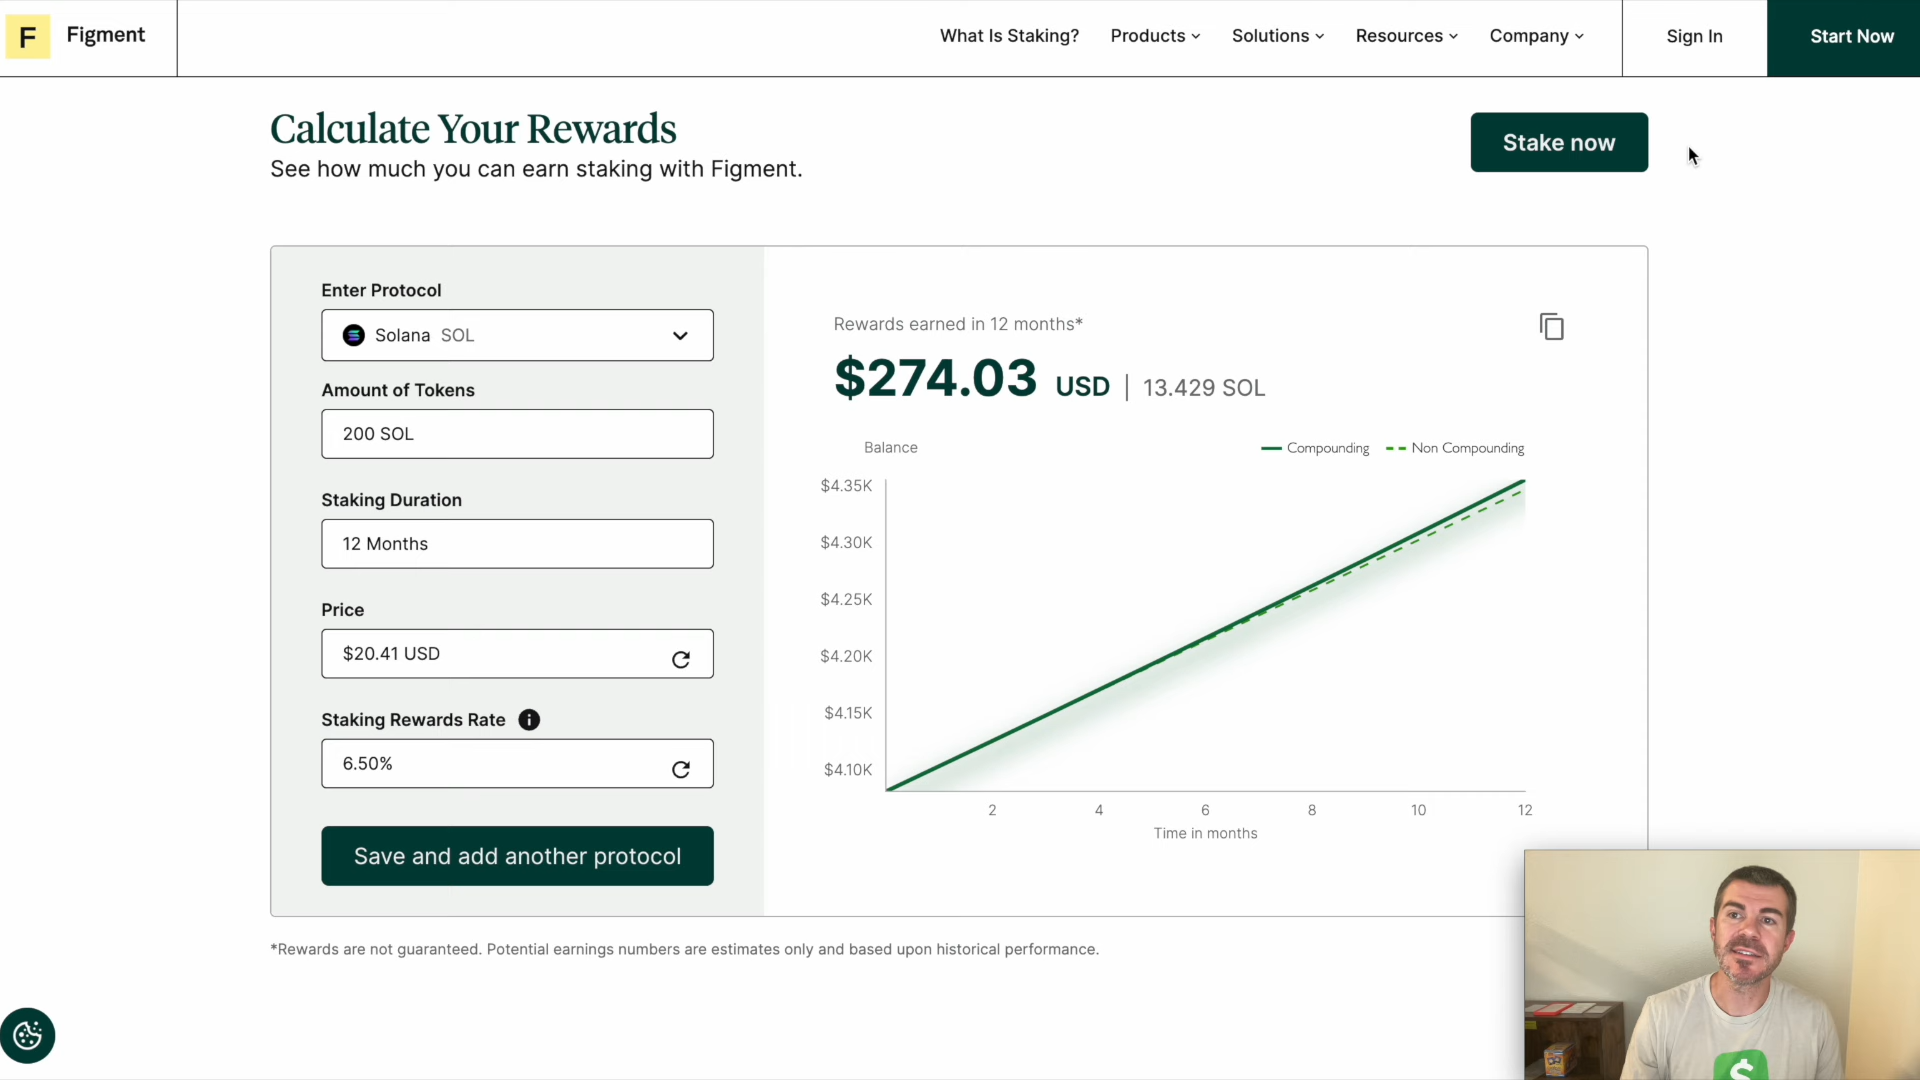 F Figment
What Is Staking? Products Solutions Resources Company Sign In Start Now
Calculate Your Rewards
See how much you can earn staking with Figment.
Stake now
Enter Protocol
Solana SOL
Amount of Tokens
200 SOL
Staking Duration
12 Months
Price
$20.41 USD
Staking Rewards Rate i
6.50%
Save and add another protocol
Rewards earned in 12 months*
$274.03 USD | 13.429 SOL
Balance
Compounding Non Compounding
$4.35K
$4.30K
$4.25K
$4.20K
$4.15K
$4.10K
2 4 6 8 10 12
Time in months
*Rewards are not guaranteed. Potential earnings numbers are estimates only and based upon historical performance.
$